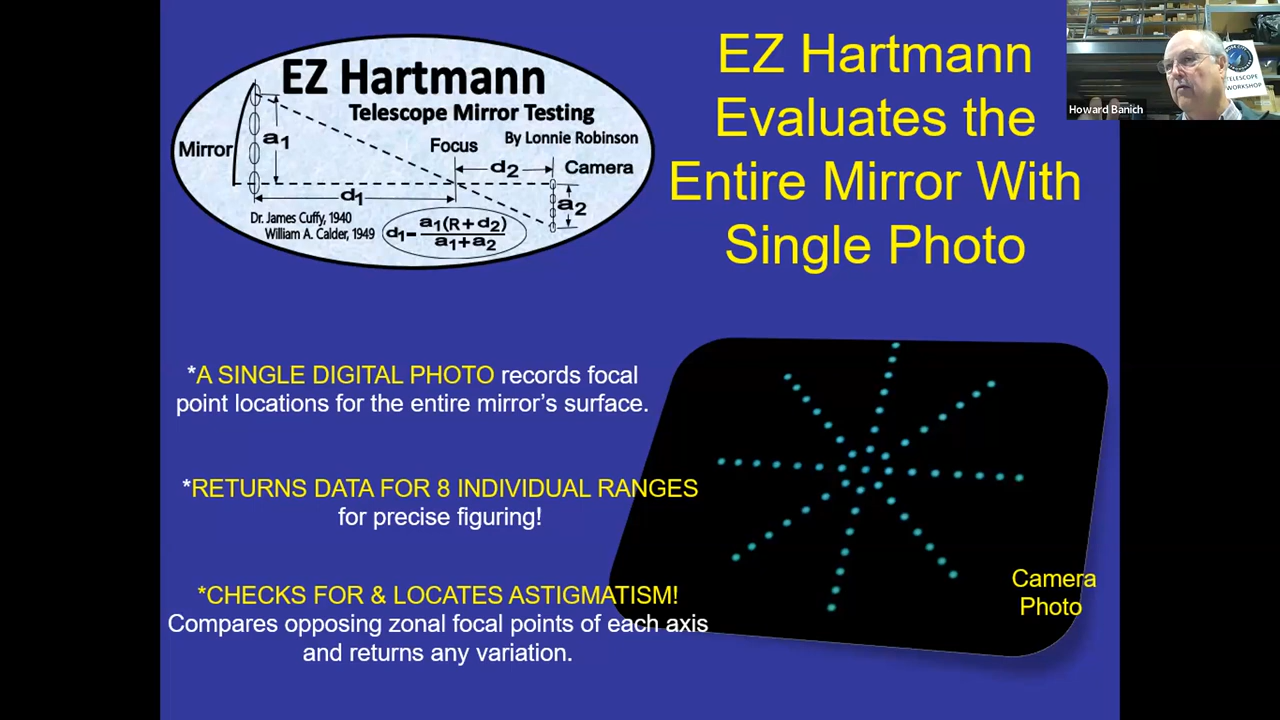 EZ Hartmann
Telescope Mirror Testing
By Lonnie Robinson
Mirror
a1
Focus
d2
Camera
d1
a2
Dr. James Cuffy, 1940
William A. Calder, 1949
d1=a1(R+d2)
a1+a2
EZ Hartmann
Evaluates the
Entire Mirror With
Single Photo
Howard Banich
TELESCOPE
WORKSHOP
*A SINGLE DIGITAL PHOTO records focal
point locations for the entire mirror's surface.
*RETURNS DATA FOR 8 INDIVIDUAL RANGES
for precise figuring!
*CHECKS FOR & LOCATES ASTIGMATISM!
Compares opposing zonal focal points of each axis
and returns any variation.
Camera
Photo